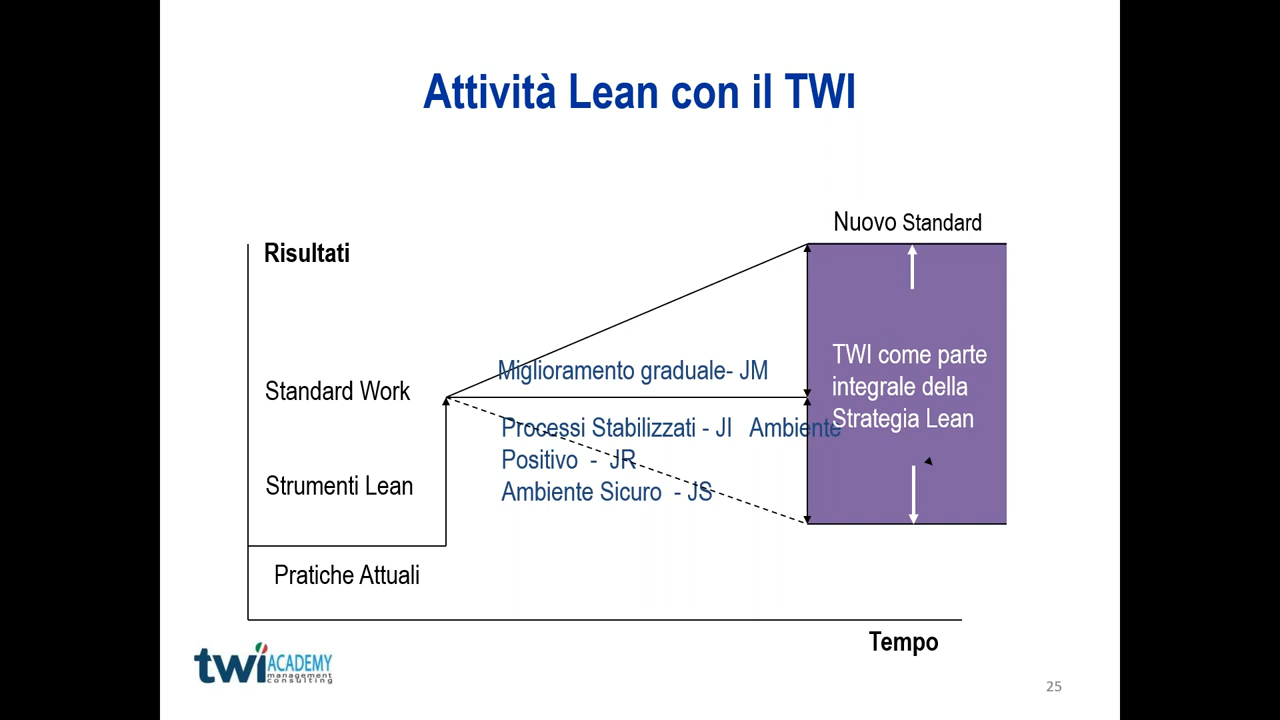 Attività Lean con il TWI
Nuovo Standard
Risultati
TWI come parte
integrale della
Strategia Lean
Miglioramento graduale- JM
Standard Work
Processi Stabilizzati - JI Ambiente
Positivo - JR
Ambiente Sicuro - JS
Strumenti Lean
Pratiche Attuali
Tempo
twi ACADEMY
management
consulting
25